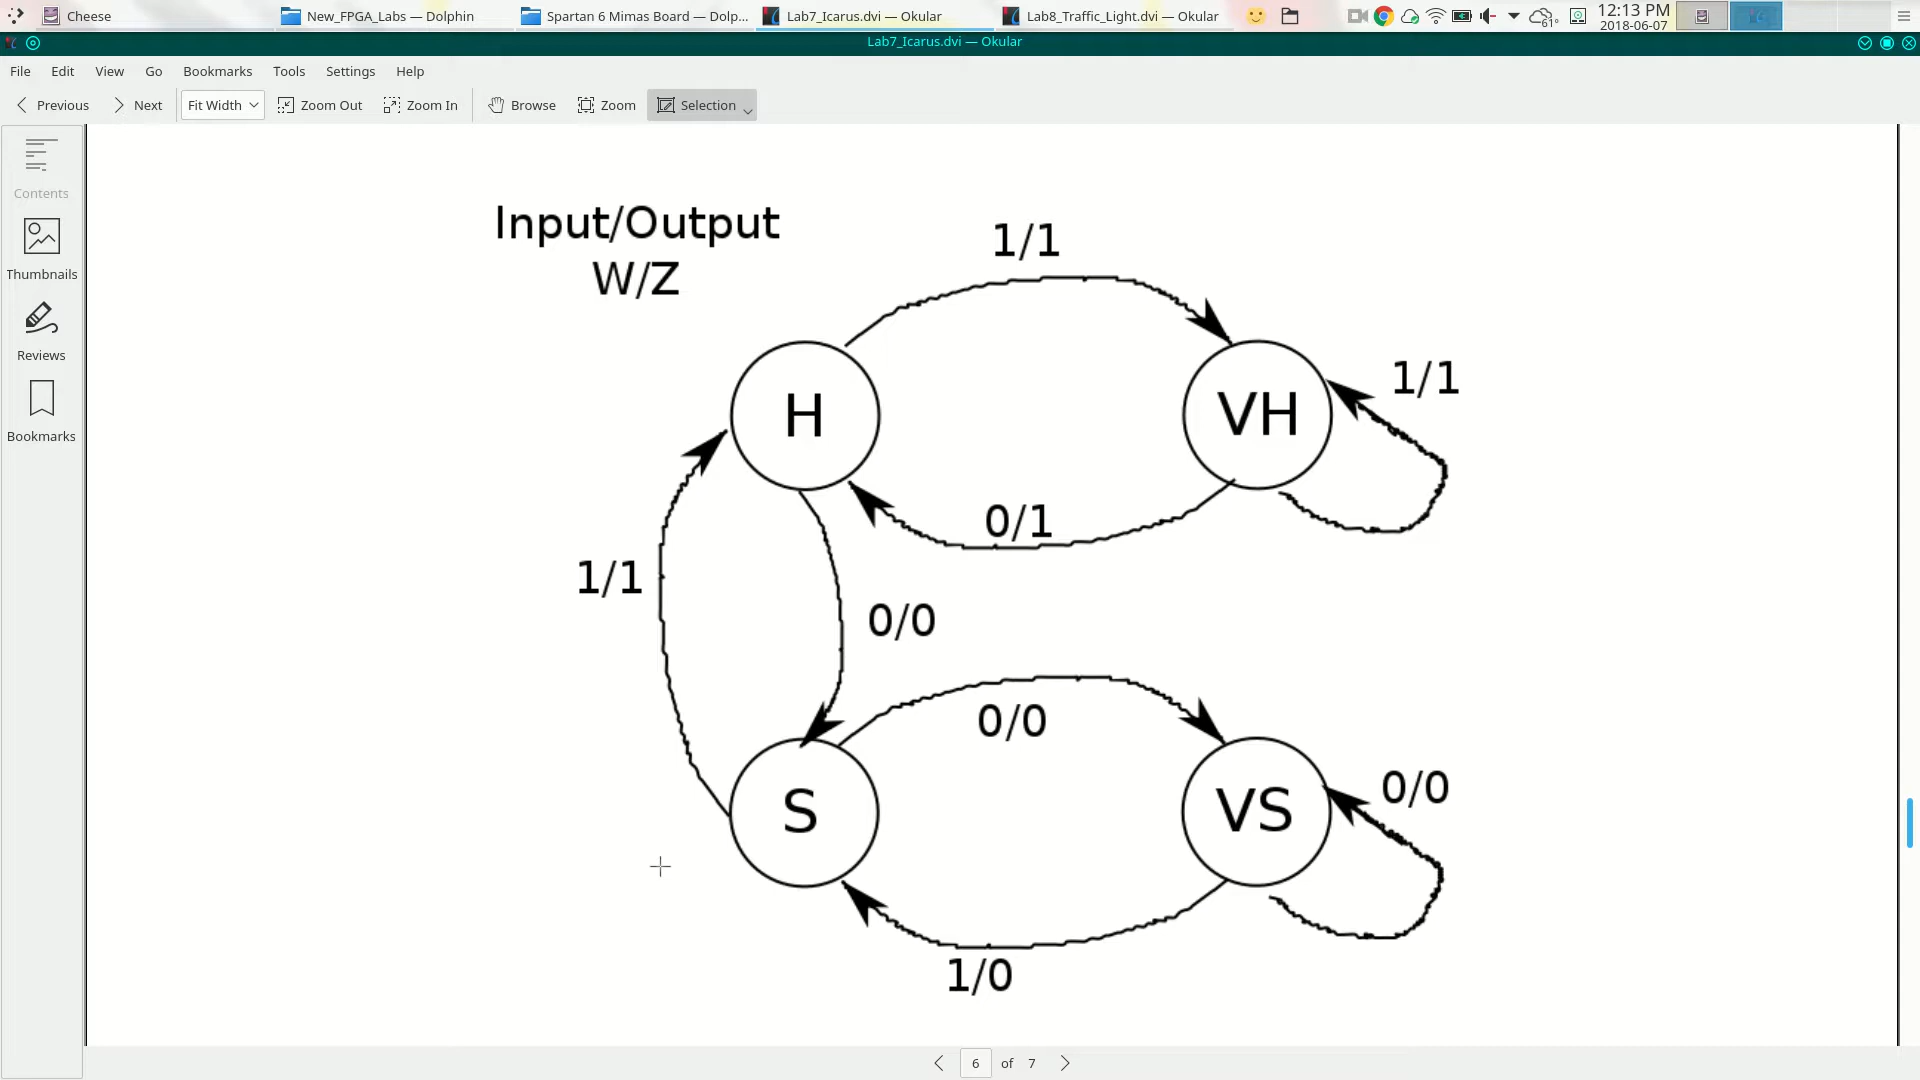 Cheese
New_FPGA_Labs — Dolphin
Spartan 6 Mimas Board — Dolp...
Lab7_Icarus.dvi — Okular
Lab8_Traffic_Light.dvi — Okular
61°
12:13 PM
2018-06-07
Lab7_Icarus.dvi — Okular
File Edit View Go Bookmarks Tools Settings Help
Previous Next Fit Width Zoom Out Zoom In Browse Zoom Selection
Contents
Thumbnails
Reviews
Bookmarks
Input/Output
W/Z
1/1
H
VH
1/1
0/1
1/1
0/0
0/0
S
VS
0/0
1/0
6 of 7